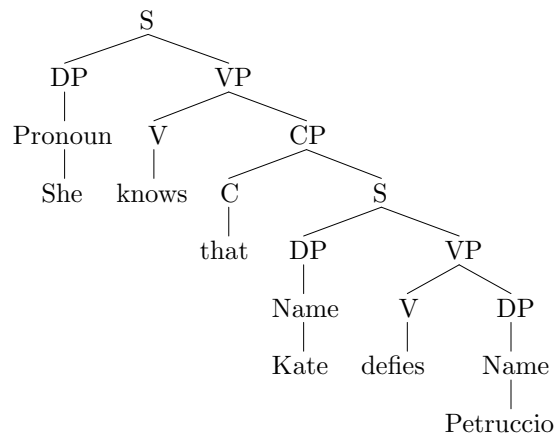 S
DP VP
Pronoun V CP
She knows C S
that DP VP
Name V DP
Kate defies Name
Petruccio